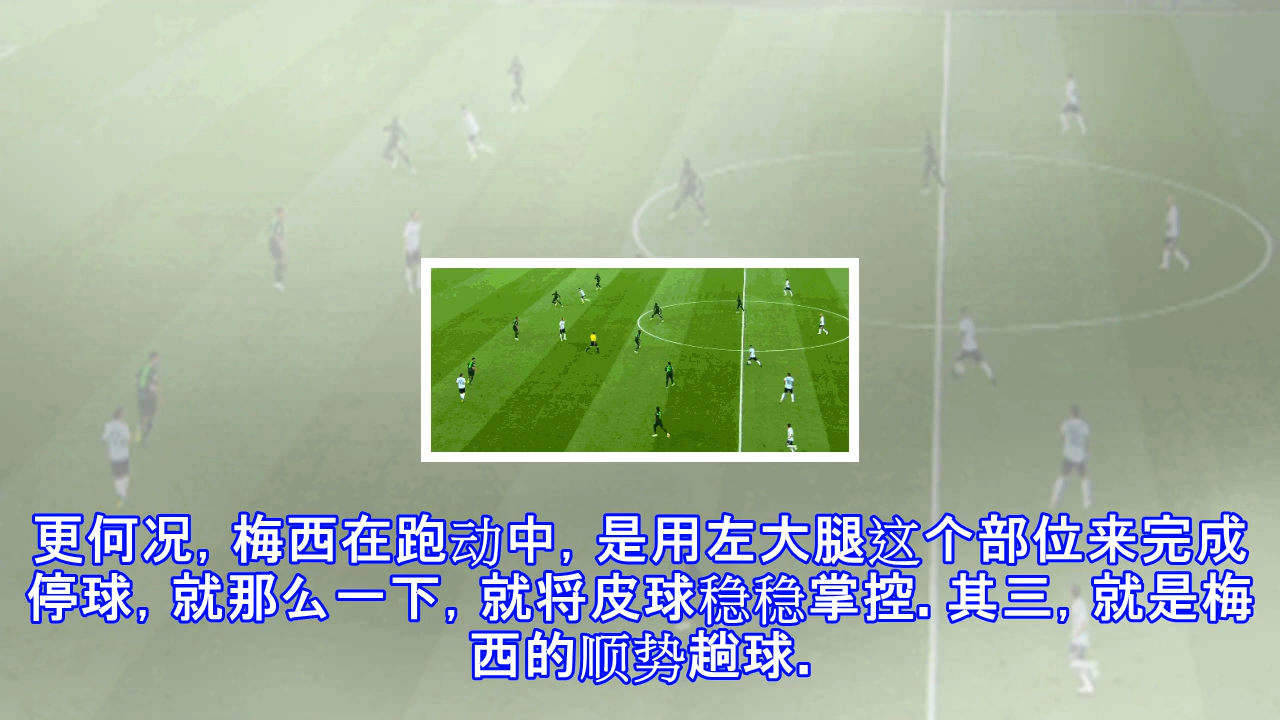 更何况, 梅西在跑动中, 是用左大腿这个部位来完成
停球, 就那么一下, 就将皮球稳稳掌控. 其三, 就是梅
西的顺势趟球.